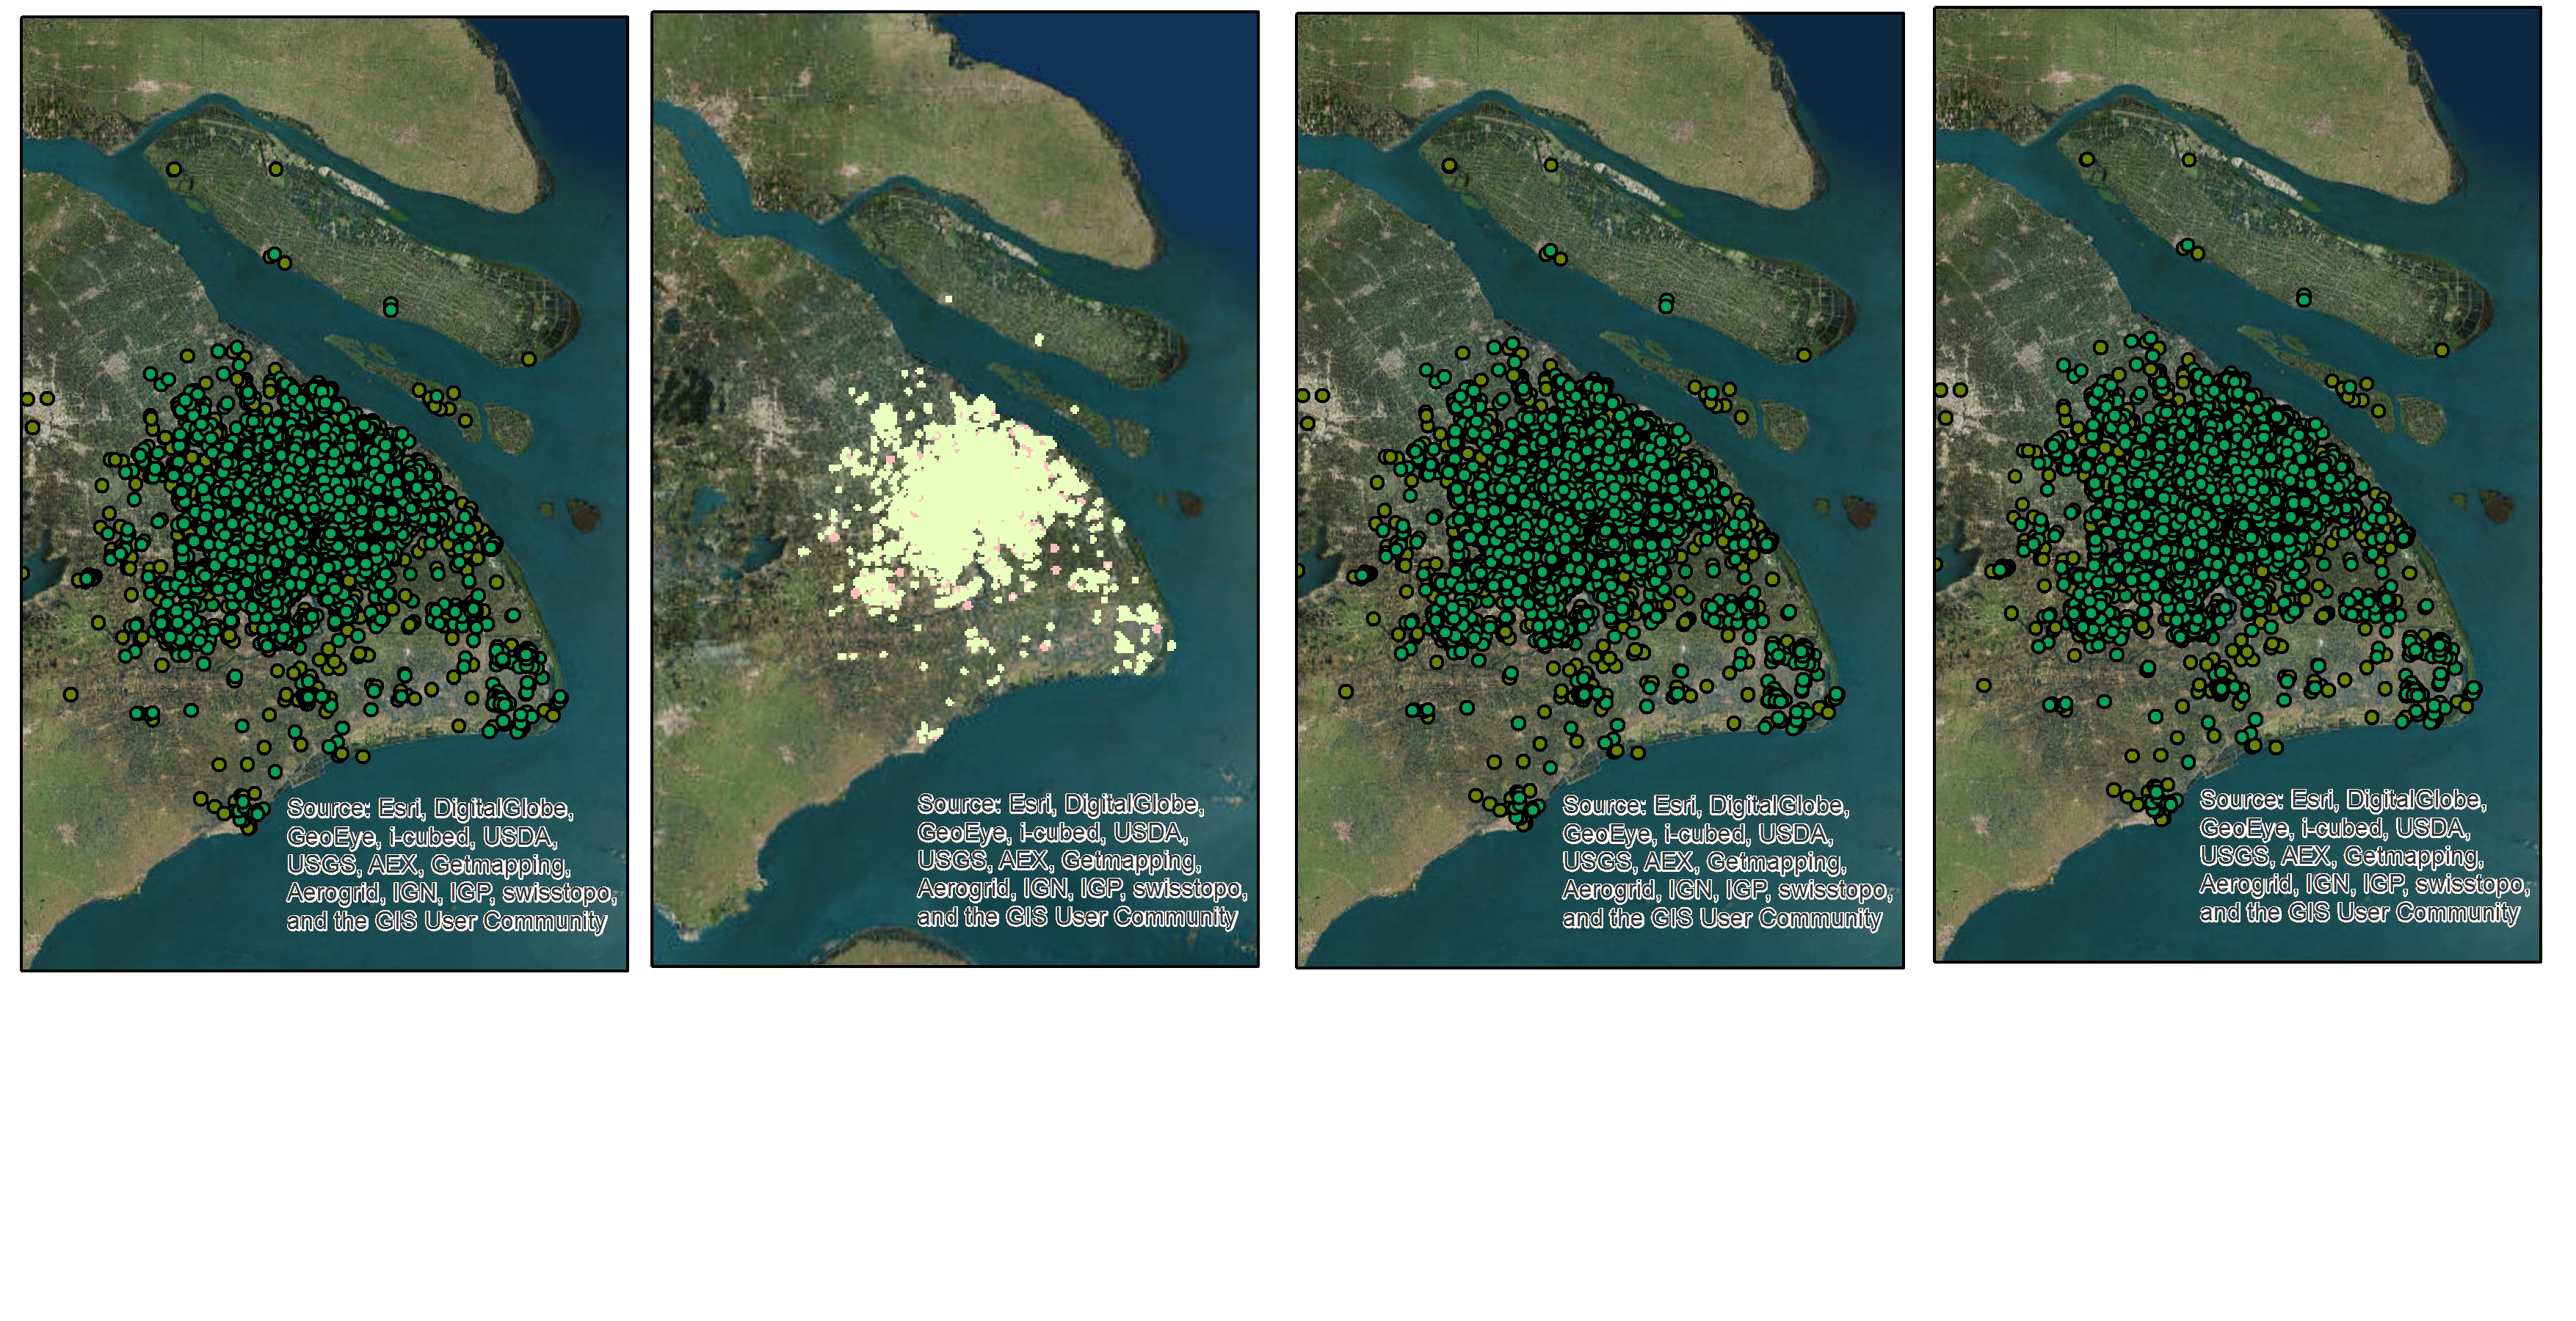 Source: Esri, DigitalGlobe,
GeoEye, i-cubed, USDA,
USGS, AEX, Getmapping,
Aerogrid, IGN, IGP, swisstopo,
and the GIS User Community
Source: Esri, DigitalGlobe,
GeoEye, i-cubed, USDA,
USGS, AEX, Getmapping,
Aerogrid, IGN, IGP, swisstopo,
and the GIS User Community
Source: Esri, DigitalGlobe,
GeoEye, i-cubed, USDA,
USGS, AEX, Getmapping,
Aerogrid, IGN, IGP, swisstopo,
and the GIS User Community
Source: Esri, DigitalGlobe,
GeoEye, i-cubed, USDA,
USGS, AEX, Getmapping,
Aerogrid, IGN, IGP, swisstopo,
and the GIS User Community